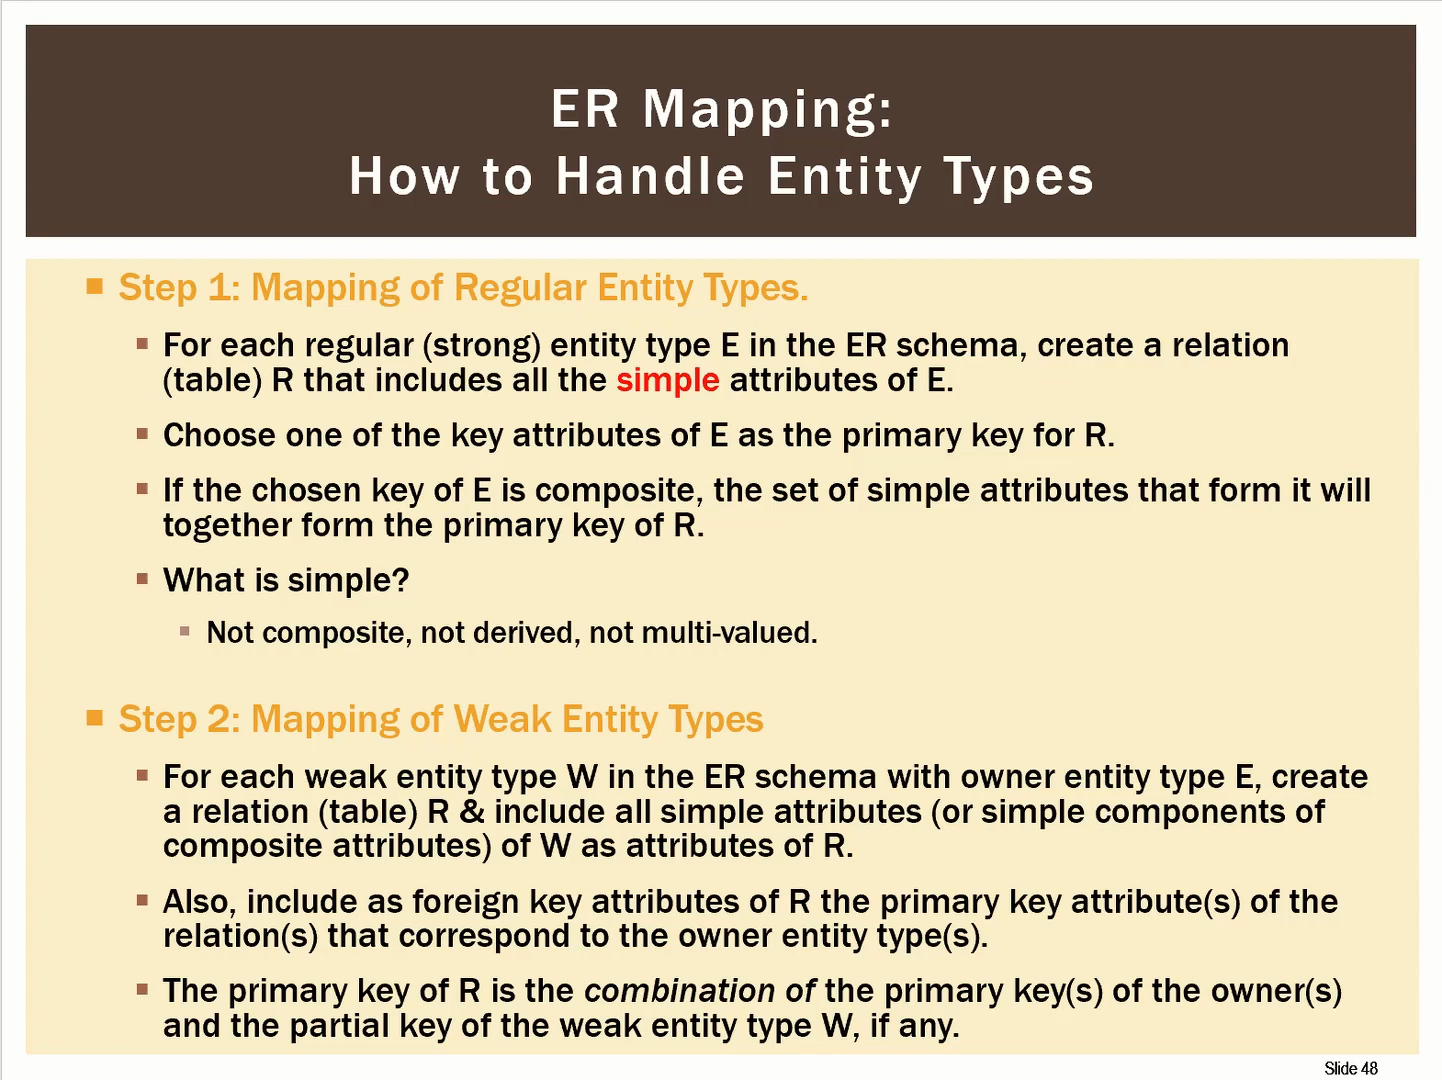 ER Mapping:
How to Handle Entity Types
Step 1: Mapping of Regular Entity Types.
For each regular (strong) entity type E in the ER schema, create a relation
(table) R that includes all the simple attributes of E.
Choose one of the key attributes of E as the primary key for R.
If the chosen key of E is composite, the set of simple attributes that form it will
together form the primary key of R.
What is simple?
Not composite, not derived, not multi-valued.
Step 2: Mapping of Weak Entity Types
For each weak entity type W in the ER schema with owner entity type E, create
a relation (table) R & include all simple attributes (or simple components of
composite attributes) of W as attributes of R.
Also, include as foreign key attributes of R the primary key attribute(s) of the
relation(s) that correspond to the owner entity type(s).
The primary key of R is the combination of the primary key(s) of the owner(s)
and the partial key of the weak entity type W, if any.
Slide 48